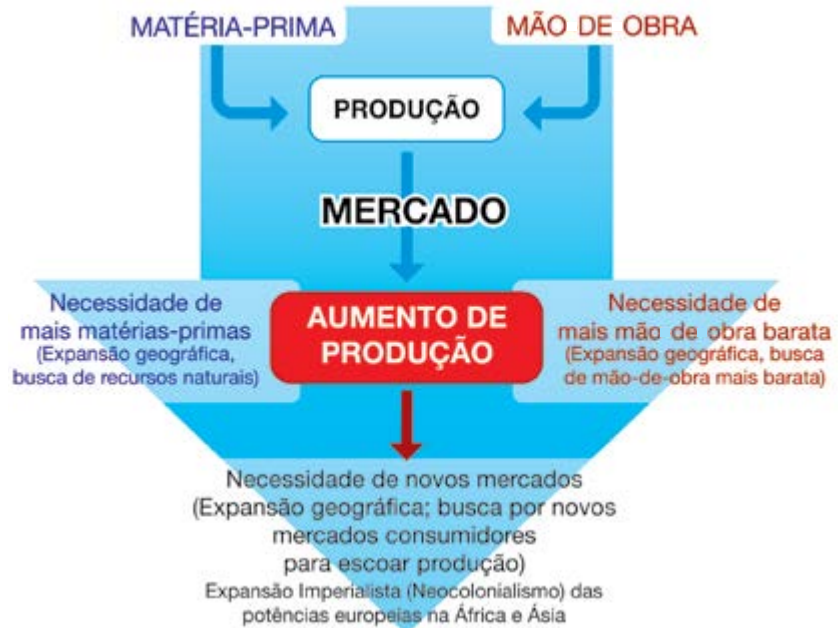 MATÉRIA-PRIMA
MÃO DE OBRA
PRODUÇÃO
MERCADO
AUMENTO DE
PRODUÇÃO
Necessidade de
mais matérias-primas
(Expansão geográfica,
busca de recursos naturais)
Necessidade de
mais mão de obra barata
(Expansão geográfica, busca
de mão-de-obra mais barata)
Necessidade de novos mercados
(Expansão geográfica; busca por novos
mercados consumidores
para escoar produção)
Expansão Imperialista (Neocolonialismo) das
potências europeias na África e Ásia